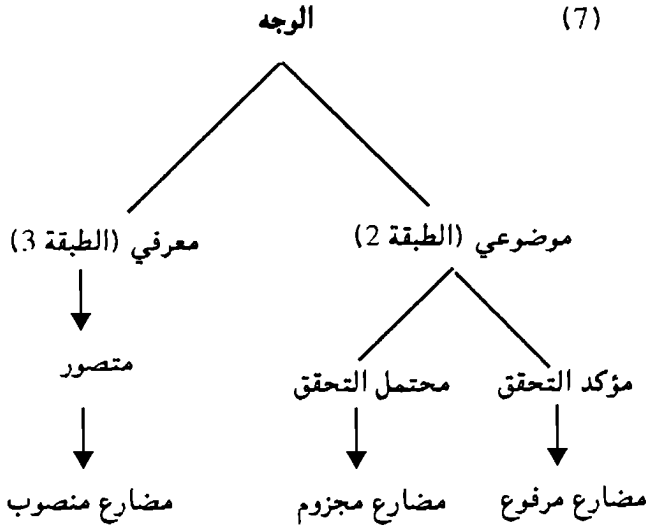 (7) الوجه
موضوعي (الطبقة 2) معرفي (الطبقة 3)
مؤكد التحقق محتمل التحقق متصور
مضارع مرفوع مضارع مجزوم مضارع منصوب